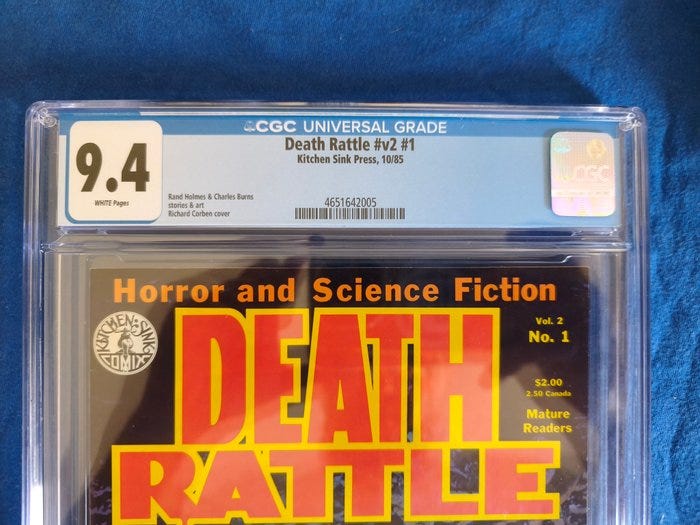 CGC UNIVERSAL GRADE
9.4
WHITE Pages
Death Rattle #v2 #1
Kitchen Sink Press, 10/85
Rand Holmes & Charles Burns
stories & art
Richard Corben cover
4651642005
CGC
Horror and Science Fiction
KITCHEN SINK
COMIX
DEATH
RATTLE
Vol. 2
No. 1
$2.00
2.50 Canada
Mature
Readers